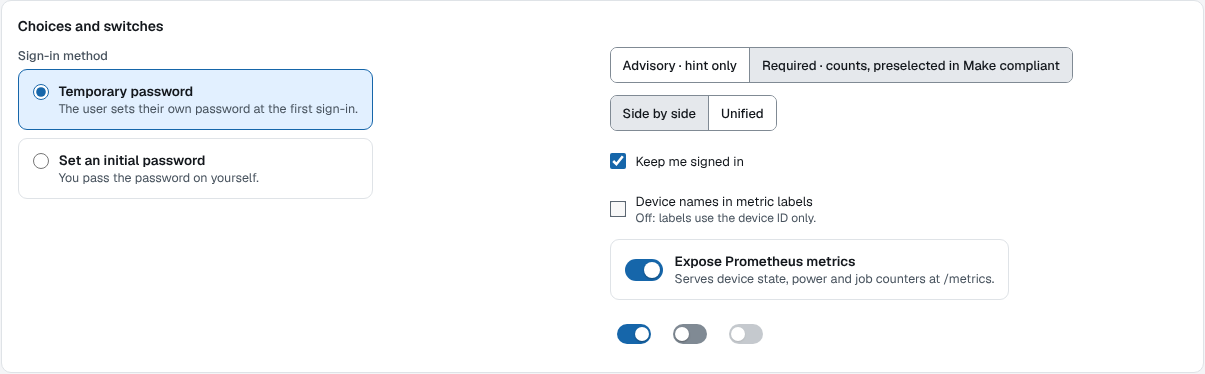 Choices and switches
Sign-in method
Temporary password
The user sets their own password at the first sign-in.
Set an initial password
You pass the password on yourself.
Advisory · hint only
Required · counts, preselected in Make compliant
Side by side
Unified
Keep me signed in
Device names in metric labels
Off: labels use the device ID only.
Expose Prometheus metrics
Serves device state, power and job counters at /metrics.